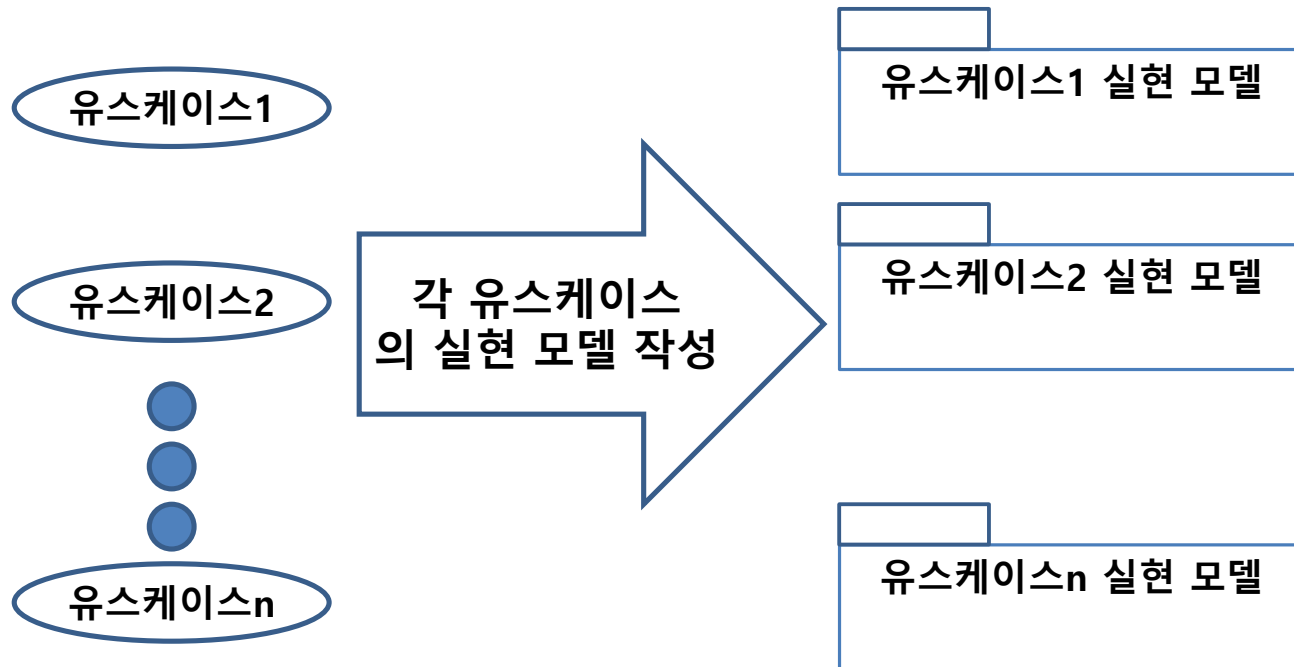 유스케이스1
유스케이스2
유스케이스n
각 유스케이스
의 실현 모델 작성
유스케이스1 실현 모델
유스케이스2 실현 모델
유스케이스n 실현 모델